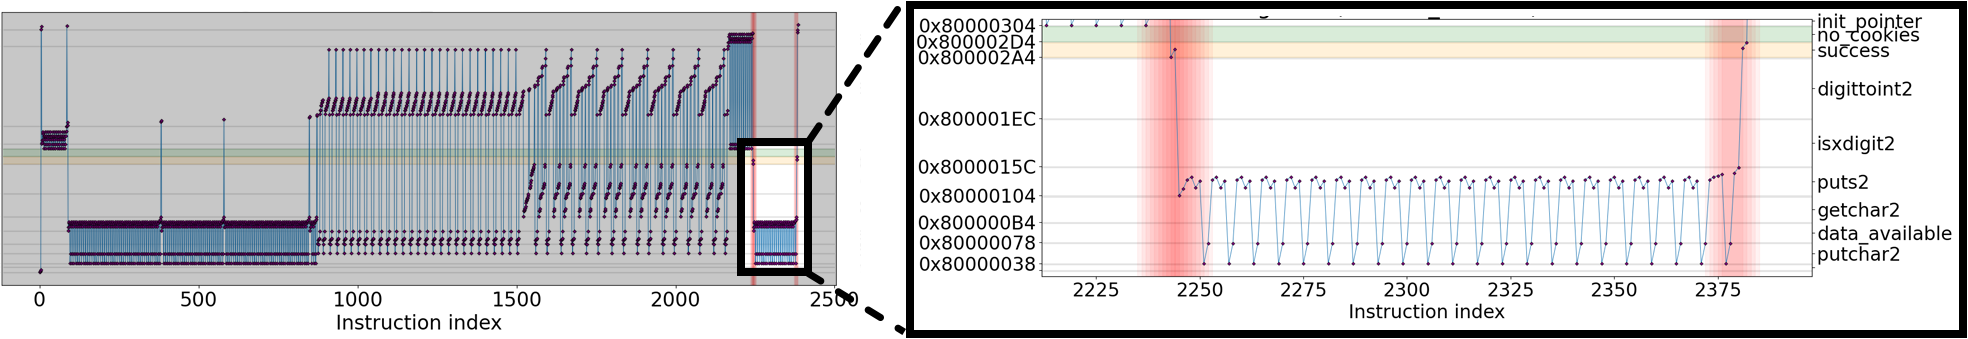 0 500 1000 1500 2000 2500
Instruction index
0x80000304
0x800002D4
0x800002A4
0x800001EC
0x8000015C
0x80000104
0x800000B4
0x80000078
0x80000038
init_pointer
no_cookies
success
digittoint2
isxdigit2
puts2
getchar2
data_available
putchar2
2225 2250 2275 2300 2325 2350 2375
Instruction index